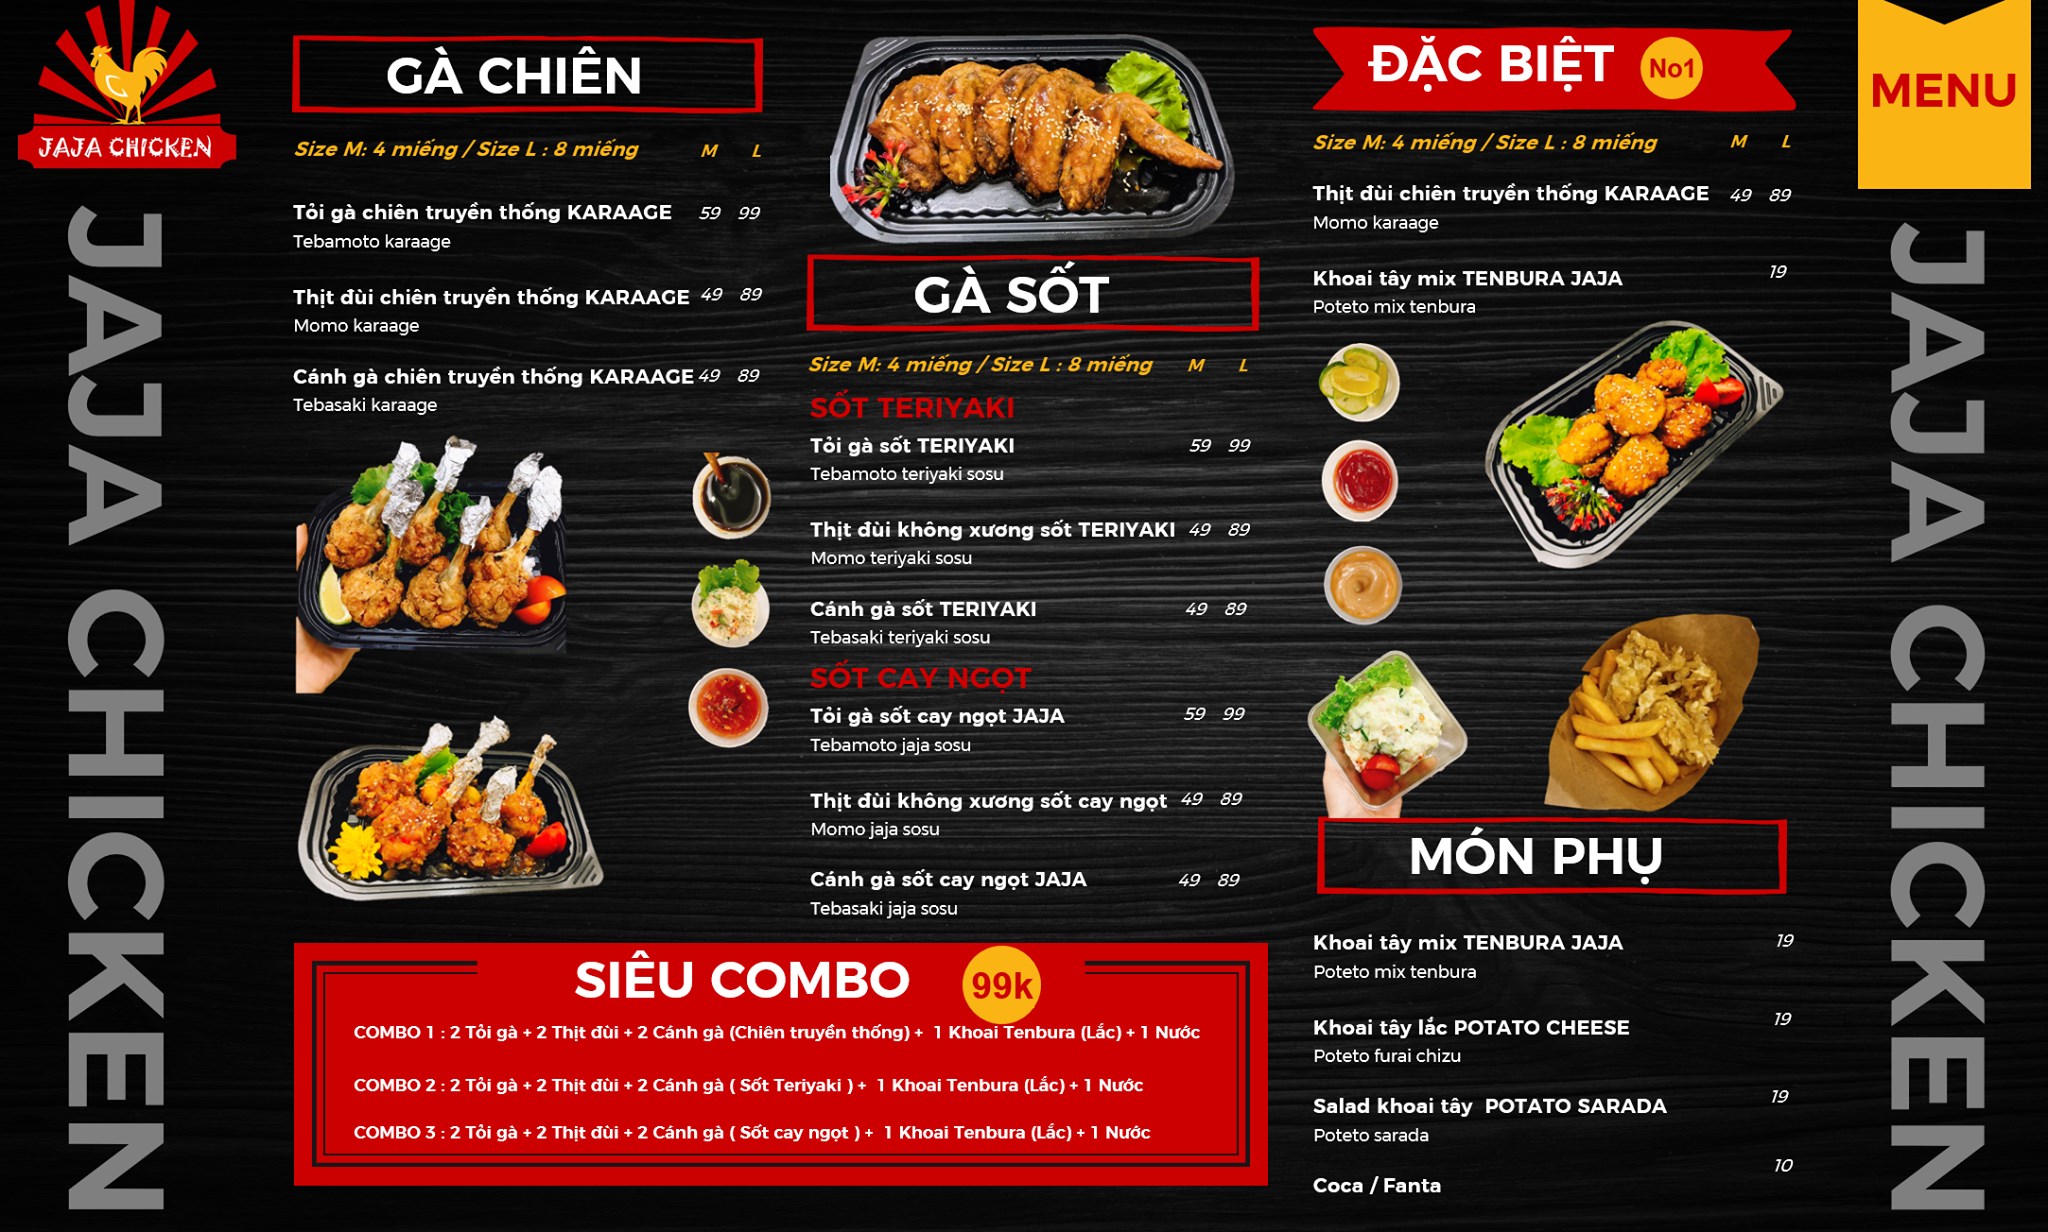 JAJA CHICKEN
JAJA CHICKEN
GÀ CHIÊN
Size M: 4 miếng / Size L : 8 miếng M L
Tỏi gà chiên truyền thống KARAAGE 59 99
Tebamoto karaage
Thịt đùi chiên truyền thống KARAAGE 49 89
Momo karaage
Cánh gà chiên truyền thống KARAAGE 49 89
Tebasaki karaage
GÀ SỐT
Size M: 4 miếng / Size L : 8 miếng M L
SỐT TERIYAKI
Tỏi gà sốt TERIYAKI 59 99
Tebamoto teriyaki sosu
Thịt đùi không xương sốt TERIYAKI 49 89
Momo teriyaki sosu
Cánh gà sốt TERIYAKI 49 89
Tebasaki teriyaki sosu
SỐT CAY NGỌT
Tỏi gà sốt cay ngọt JAJA 59 99
Tebamoto jaja sosu
Thịt đùi không xương sốt cay ngọt 49 89
Momo jaja sosu
Cánh gà sốt cay ngọt JAJA 49 89
Tebasaki jaja sosu
SIÊU COMBO 99k
COMBO 1 : 2 Tỏi gà + 2 Thịt đùi + 2 Cánh gà (Chiên truyền thống) + 1 Khoai Tenbura (Lắc) + 1 Nước
COMBO 2 : 2 Tỏi gà + 2 Thịt đùi + 2 Cánh gà ( Sốt Teriyaki ) + 1 Khoai Tenbura (Lắc) + 1 Nước
COMBO 3 : 2 Tỏi gà + 2 Thịt đùi + 2 Cánh gà ( Sốt cay ngọt ) + 1 Khoai Tenbura (Lắc) + 1 Nước
ĐẶC BIỆT No1
Size M: 4 miếng / Size L : 8 miếng M L
Thịt đùi chiên truyền thống KARAAGE 49 89
Momo karaage
Khoai tây mix TENBURA JAJA 19
Poteto mix tenbura
MÓN PHỤ
Khoai tây mix TENBURA JAJA 19
Poteto mix tenbura
Khoai tây lắc POTATO CHEESE 19
Poteto furai chizu
Salad khoai tây POTATO SARADA 19
Poteto sarada
Coca / Fanta 10
MENU
JAJA CHICKEN